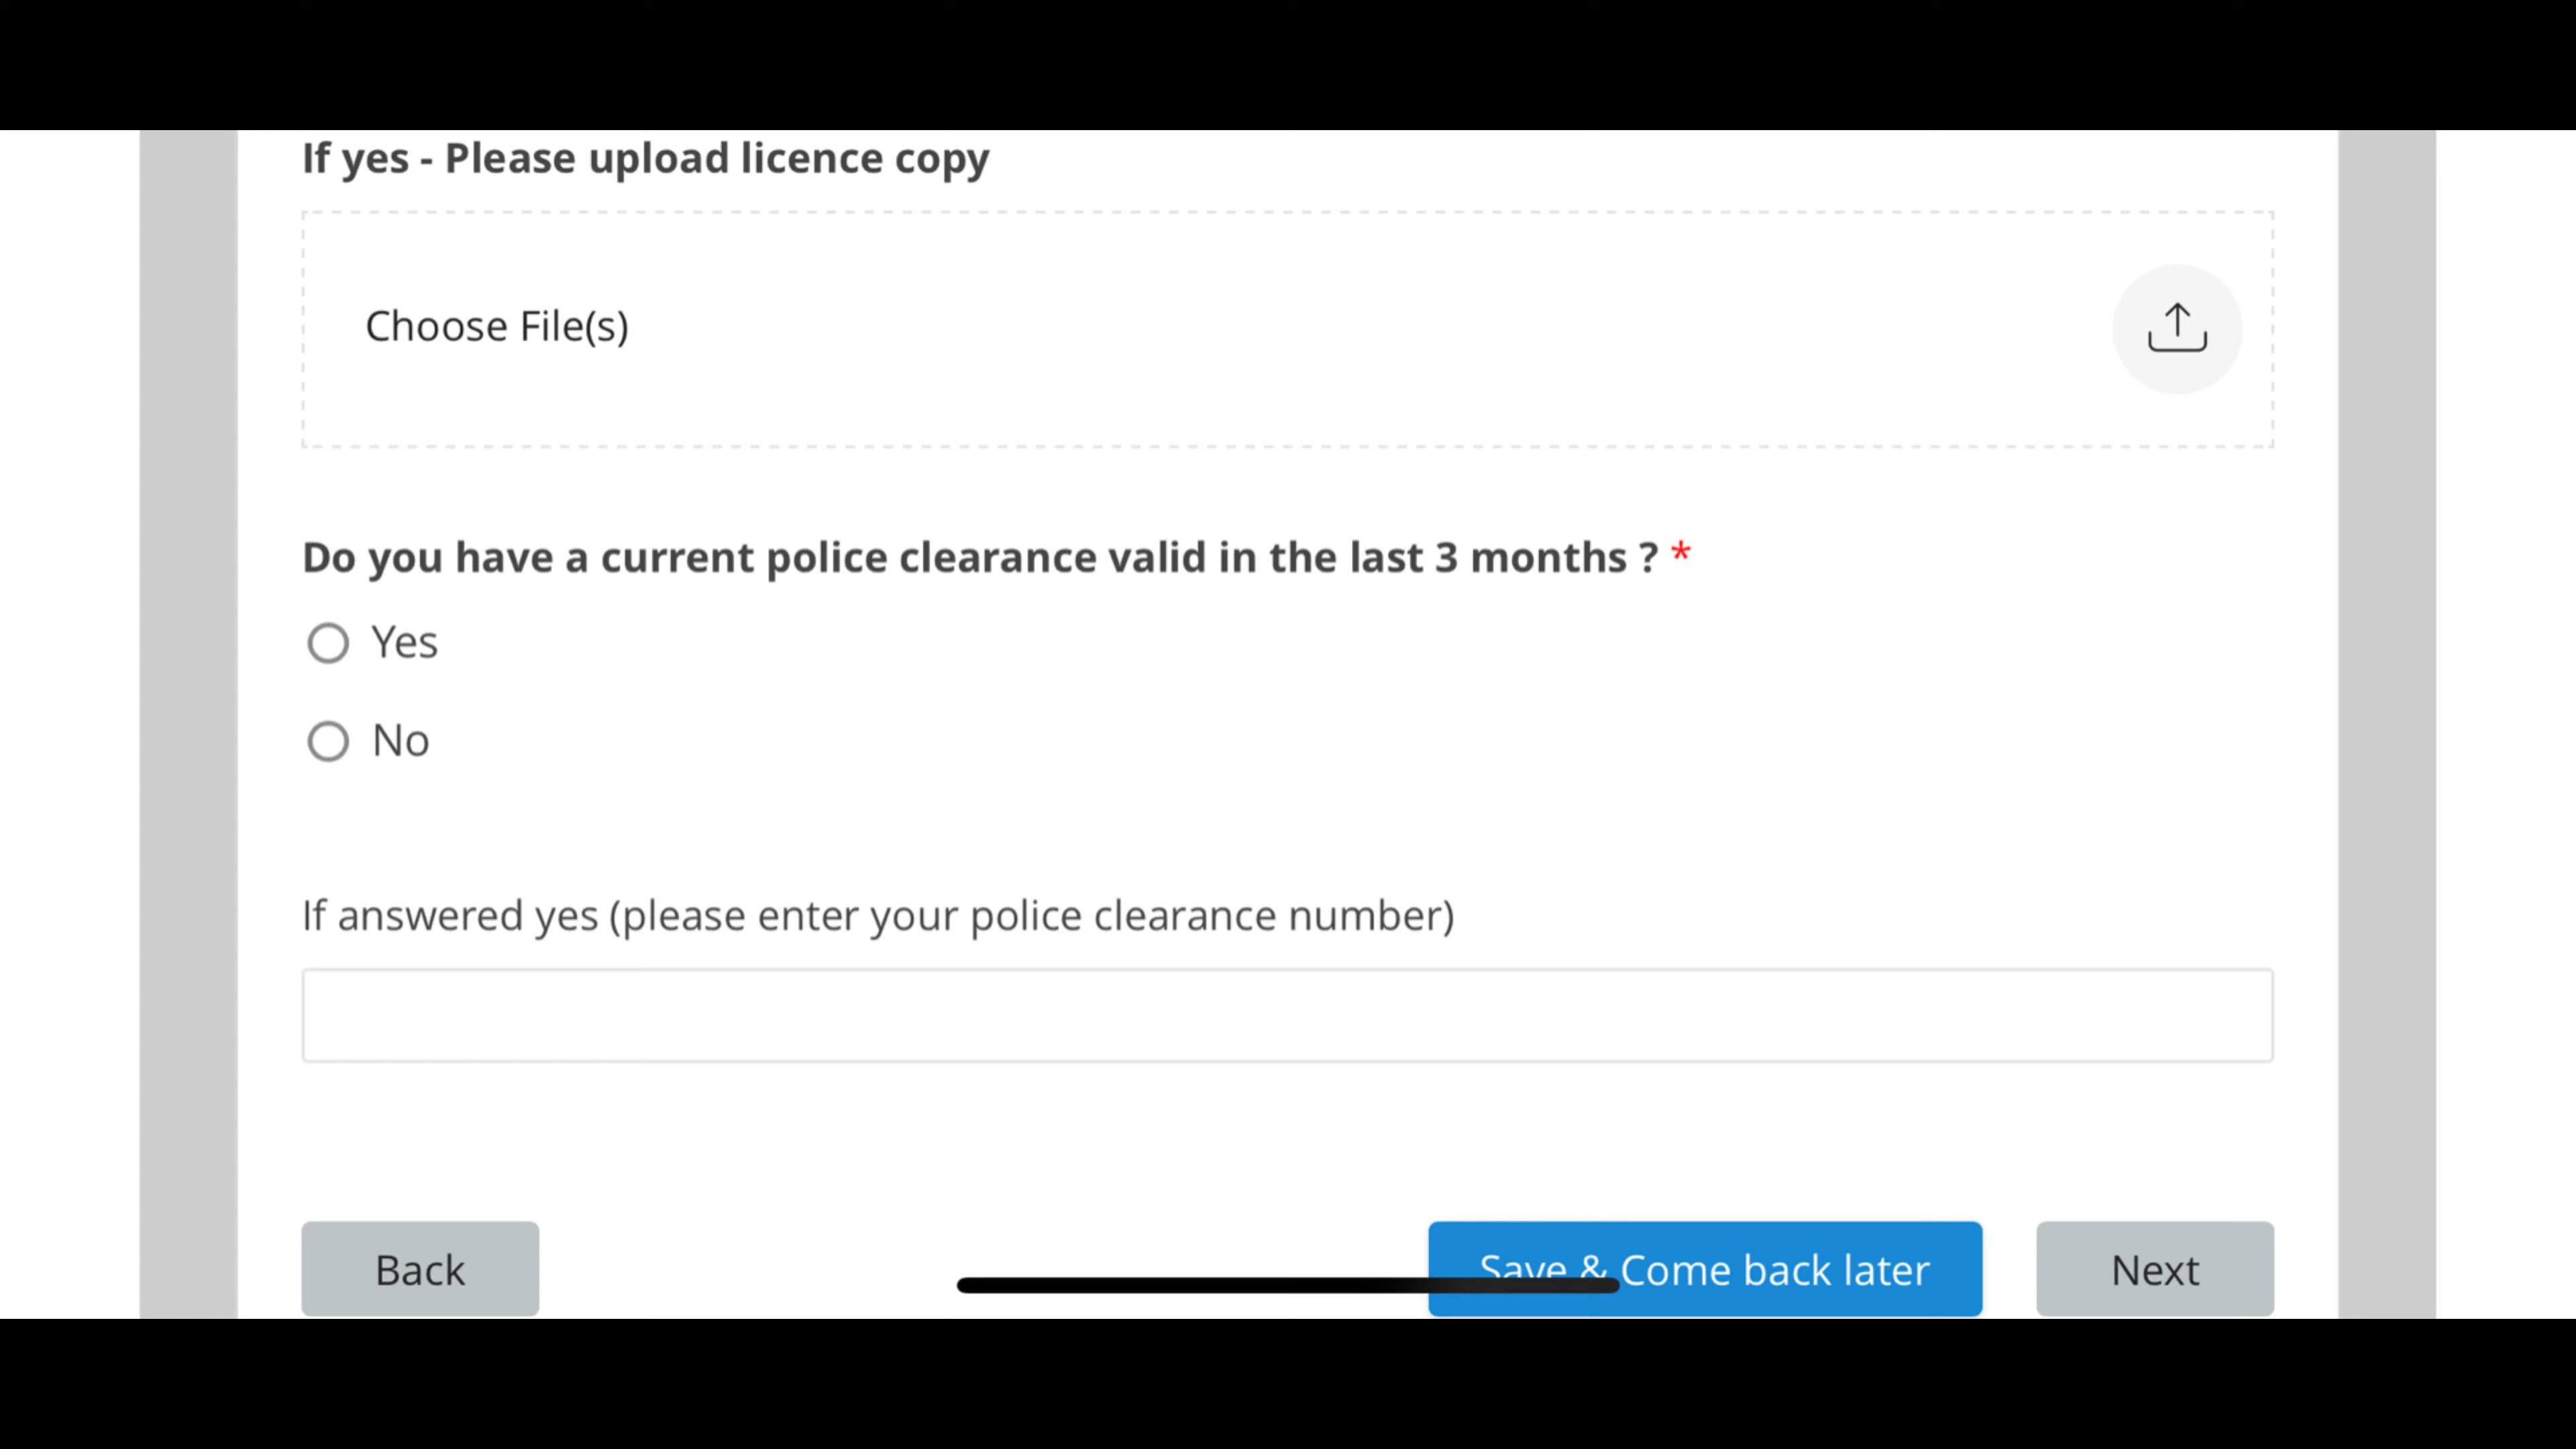 If yes - Please upload licence copy
Choose File(s)
Do you have a current police clearance valid in the last 3 months ? *
Yes
No
If answered yes (please enter your police clearance number)
Back
Save & Come back later
Next